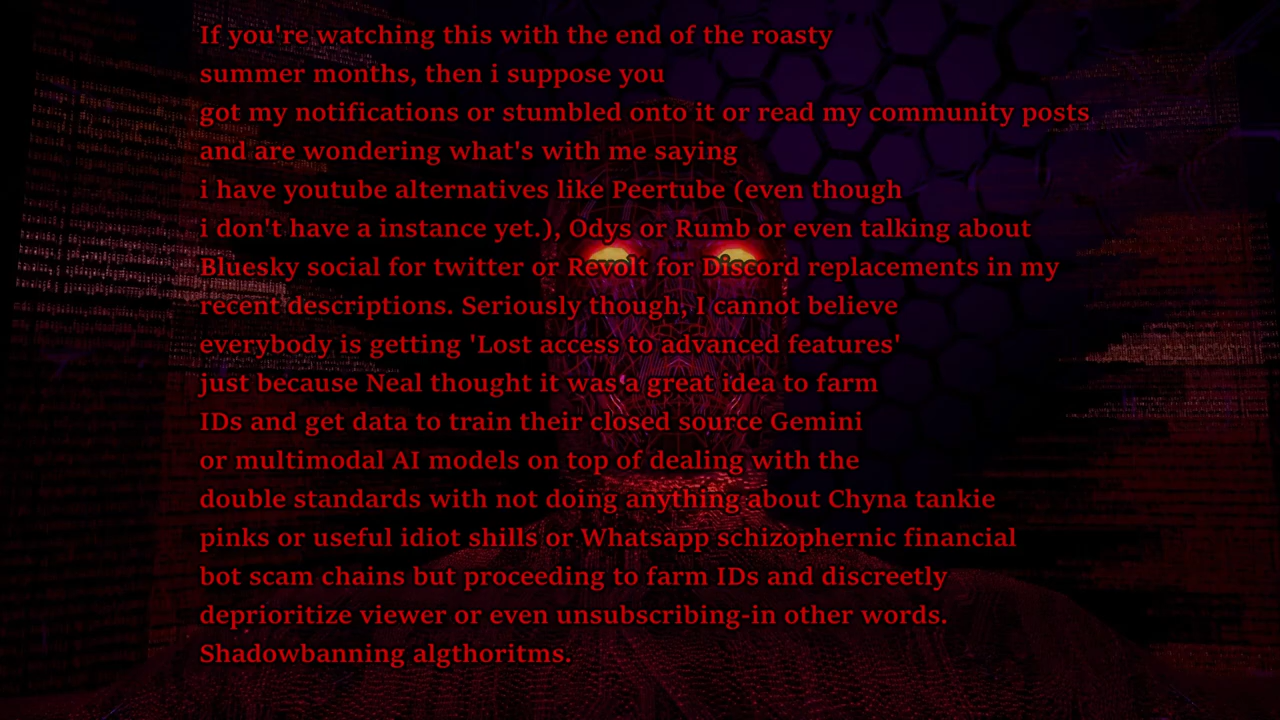 If you're watching this with the end of the roasty
summer months, then i suppose you
got my notifications or stumbled onto it or read my community posts
and are wondering what's with me saying
i have youtube alternatives like Peertube (even though
i don't have a instance yet.), Odys or Rumb or even talking about
Bluesky social for twitter or Revolt for Discord replacements in my
recent descriptions. Seriously though, I cannot believe
everybody is getting 'Lost access to advanced features'
just because Neal thought it was a great idea to farm
IDs and get data to train their closed source Gemini
or multimodal AI models on top of dealing with the
double standards with not doing anything about Chyna tankie
pinks or useful idiot shills or Whatsapp schizophernic financial
bot scam chains but proceeding to farm IDs and discreetly
deprioritize viewer or even unsubscribing-in other words.
Shadowbanning algthoritms.